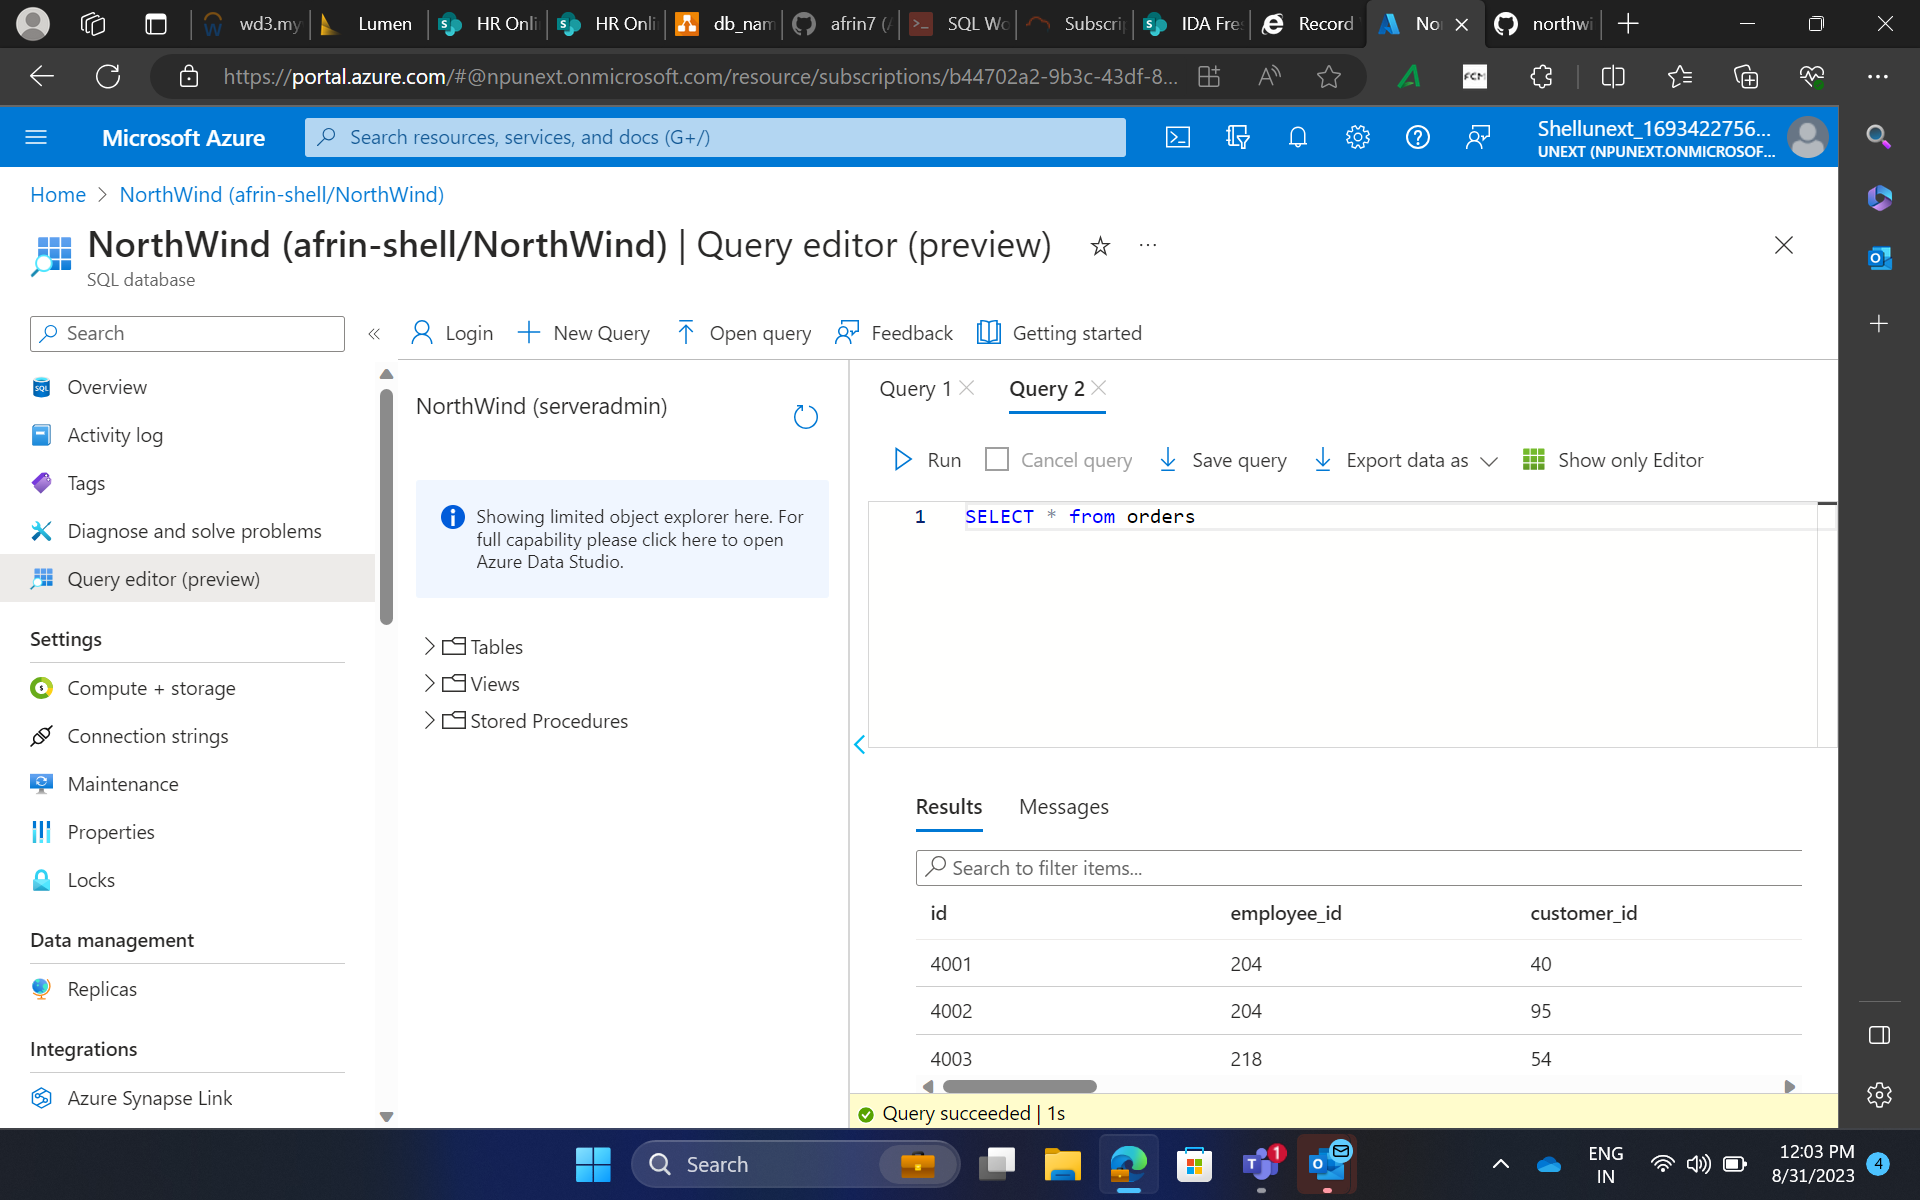 wd3.my
Lumen
HR Onli
HR Onli
db_nam
afrin7 (A
SQL Wo
Subscrip
IDA Fre
Record
No
northwi
https://portal.azure.com/#@npunext.onmicrosoft.com/resource/subscriptions/b44702a2-9b3c-43df-8...
FCM
Microsoft Azure
Search resources, services, and docs (G+/)
Shellunext_1693422756...
UNEXT (NPUNEXT.ONMICROSOF...
Home > NorthWind (afrin-shell/NorthWind)
NorthWind (afrin-shell/NorthWind) | Query editor (preview)
SQL database
Search
Login
New Query
Open query
Feedback
Getting started
Overview
Activity log
Tags
Diagnose and solve problems
Query editor (preview)
Settings
Compute + storage
Connection strings
Maintenance
Properties
Locks
Data management
Replicas
Integrations
Azure Synapse Link
NorthWind (serveradmin)
Showing limited object explorer here. For
full capability please click here to open
Azure Data Studio.
Tables
Views
Stored Procedures
Query 1
Query 2
Run
Cancel query
Save query
Export data as
Show only Editor
1 SELECT * from orders
Results
Messages
Search to filter items...
id employee_id customer_id
4001 204 40
4002 204 95
4003 218 54
Query succeeded | 1s
Search
1
ENG
IN
12:03 PM
8/31/2023
4